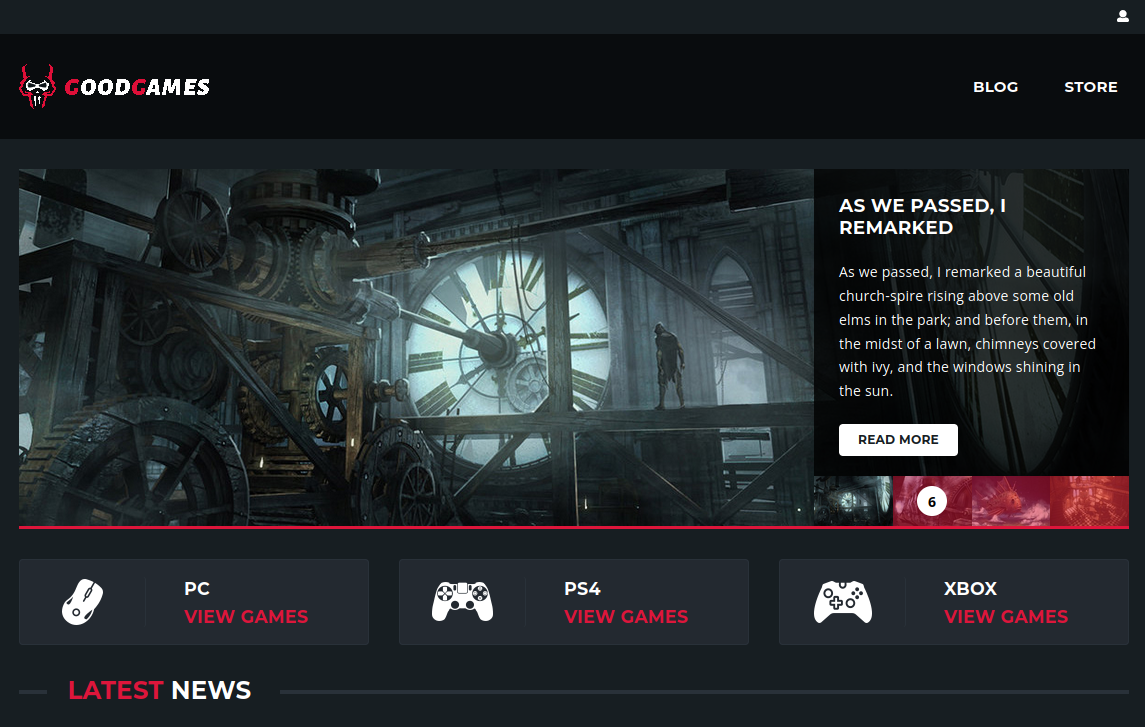 GOODGAMES
BLOG
STORE
AS WE PASSED, I
REMARKED
As we passed, I remarked a beautiful
church-spire rising above some old
elms in the park; and before them, in
the midst of a lawn, chimneys covered
with ivy, and the windows shining in
the sun.
READ MORE
6
PC
VIEW GAMES
PS4
VIEW GAMES
XBOX
VIEW GAMES
LATEST NEWS